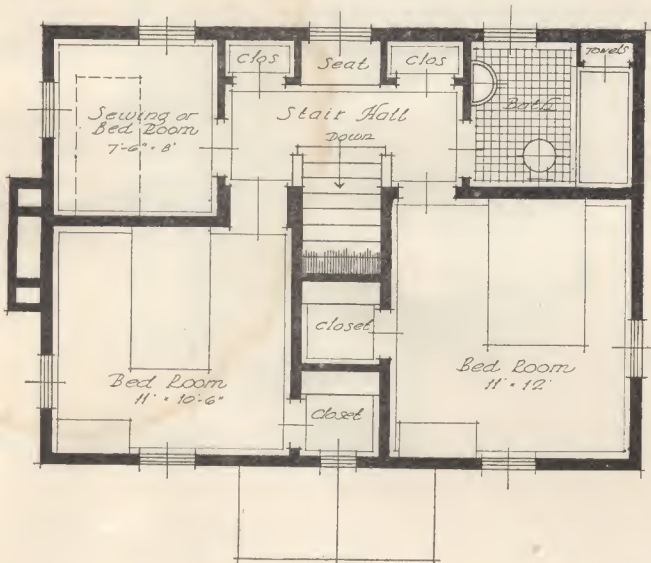 clos
Seat
clos
Towels
Sewing or
Bed Room
7'-6" × 8'
Stair Hall
Down
Bath
closet
Bed Room
11' × 10'-6"
Bed Room
11' × 12'
closet